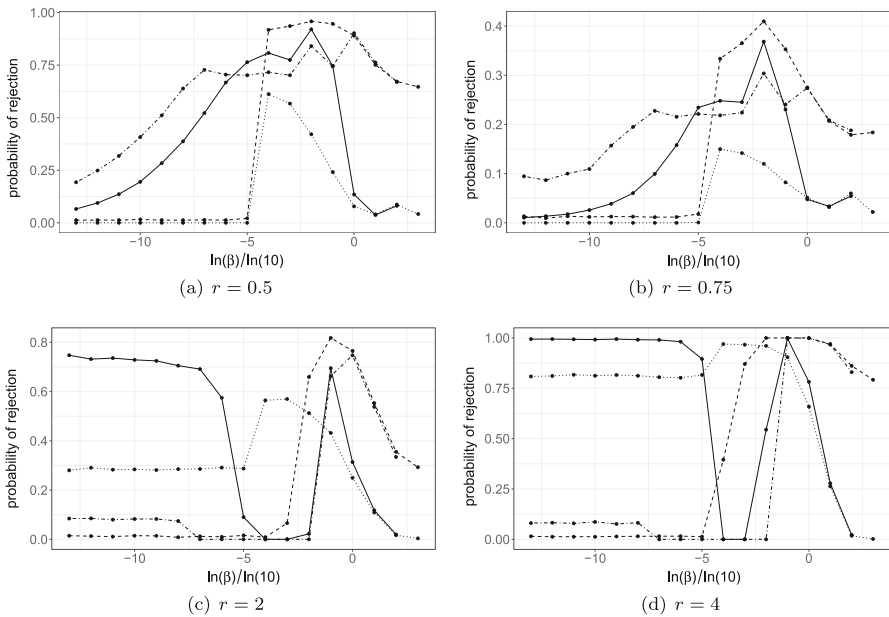 1.00
0.75
0.50
0.25
0.00
probability of rejection
−10
−5
0
ln(β)/ln(10)
(a) r = 0.5
0.4
0.3
0.2
0.1
0.0
probability of rejection
−10
−5
0
ln(β)/ln(10)
(b) r = 0.75
0.8
0.6
0.4
0.2
0.0
probability of rejection
−10
−5
0
ln(β)/ln(10)
(c) r = 2
1.00
0.75
0.50
0.25
0.00
probability of rejection
−10
−5
0
ln(β)/ln(10)
(d) r = 4